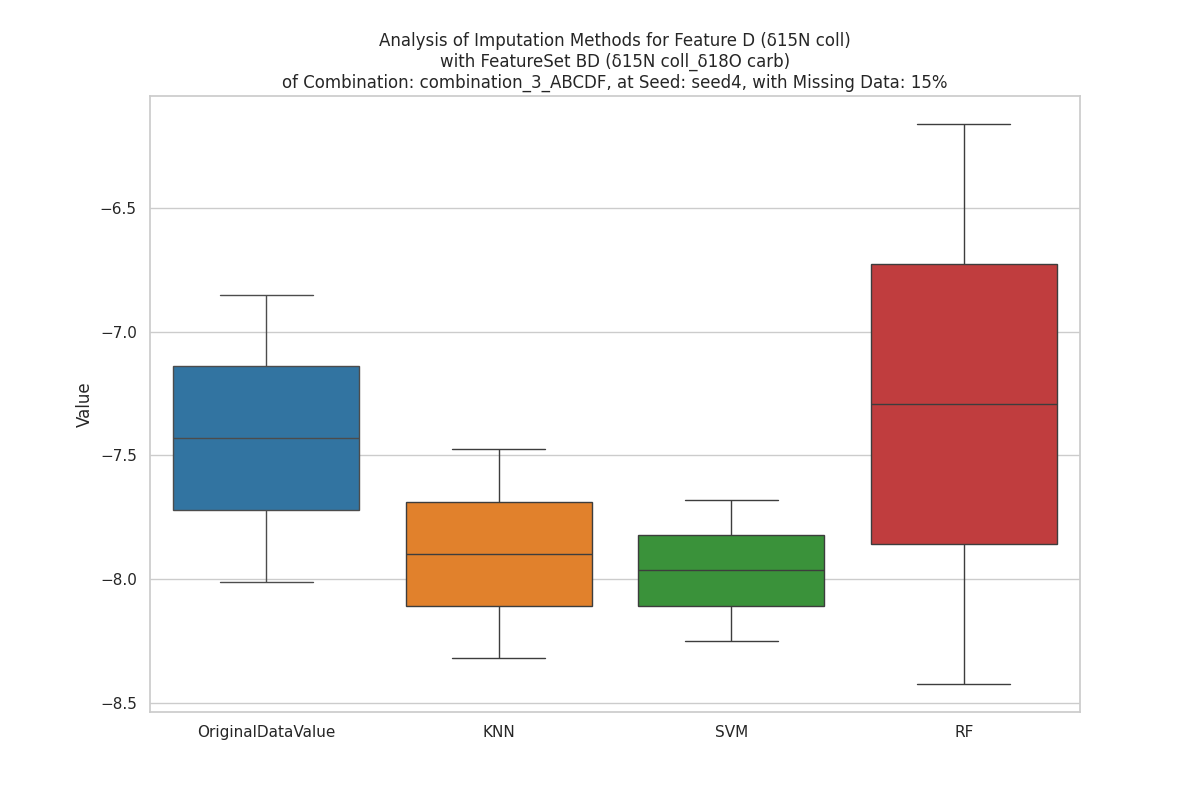 Analysis of Imputation Methods for Feature D (δ15N coll)
with FeatureSet BD (δ15N coll_δ18O carb)
of Combination: combination_3_ABCDF, at Seed: seed4, with Missing Data: 15%
−6.5
−7.0
−7.5
−8.0
−8.5
Value
OriginalDataValue
KNN
SVM
RF